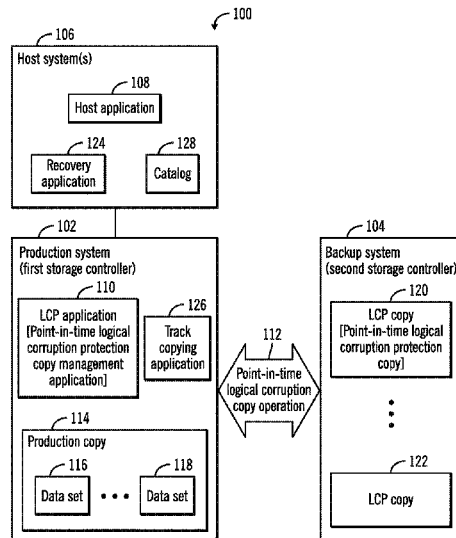 100
106
Host system(s)
108
Host application
124
Recovery
application
128
Catalog
102
Production system
(first storage controller)
110
LCP application
[Point-in-time logical
corruption protection
copy management
application]
126
Track
copying
application
112
Point-in-time
logical corruption
copy operation
104
Backup system
(second storage controller)
120
LCP copy
[Point-in-time logical
corruption protection
copy]
122
LCP copy
114
Production copy
116
Data set
118
Data set